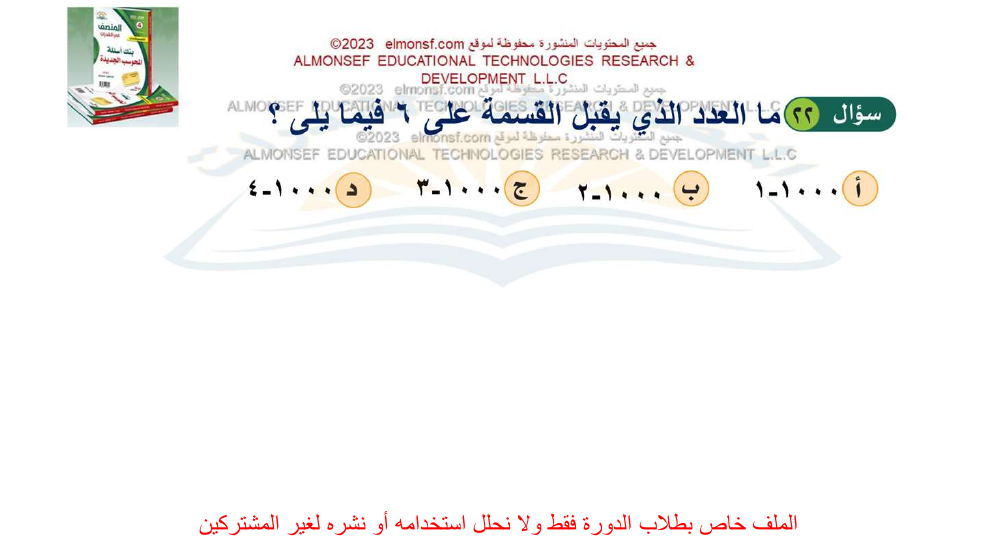 المنصف
في القدرات
بنك أسئلة
المحوسب الجديدة
جميع المحتويات المنشورة محفوظة لموقع elmonsf.com ©2023
ALMONSEF EDUCATIONAL TECHNOLOGIES RESEARCH &
DEVELOPMENT L.L.C
جميع المحتويات المنشورة محفوظة لموقع elmonsf.com ©2023
ALMONSEF EDUCATIONAL TECHNOLOGIES RESEARCH & DEVELOPMENT L.L.C
سؤال ٢٢ ما العدد الذي يقبل القسمة على ٦ فيما يلى ؟
جميع المحتويات المنشورة محفوظة لموقع elmonsf.com ©2023
ALMONSEF EDUCATIONAL TECHNOLOGIES RESEARCH & DEVELOPMENT L.L.C
أ ١٠٠٠-١ ب ١٠٠٠-٢ ج ١٠٠٠-٣ د ١٠٠٠-٤
الملف خاص بطلاب الدورة فقط ولا نحلل استخدامه أو نشره لغير المشتركين